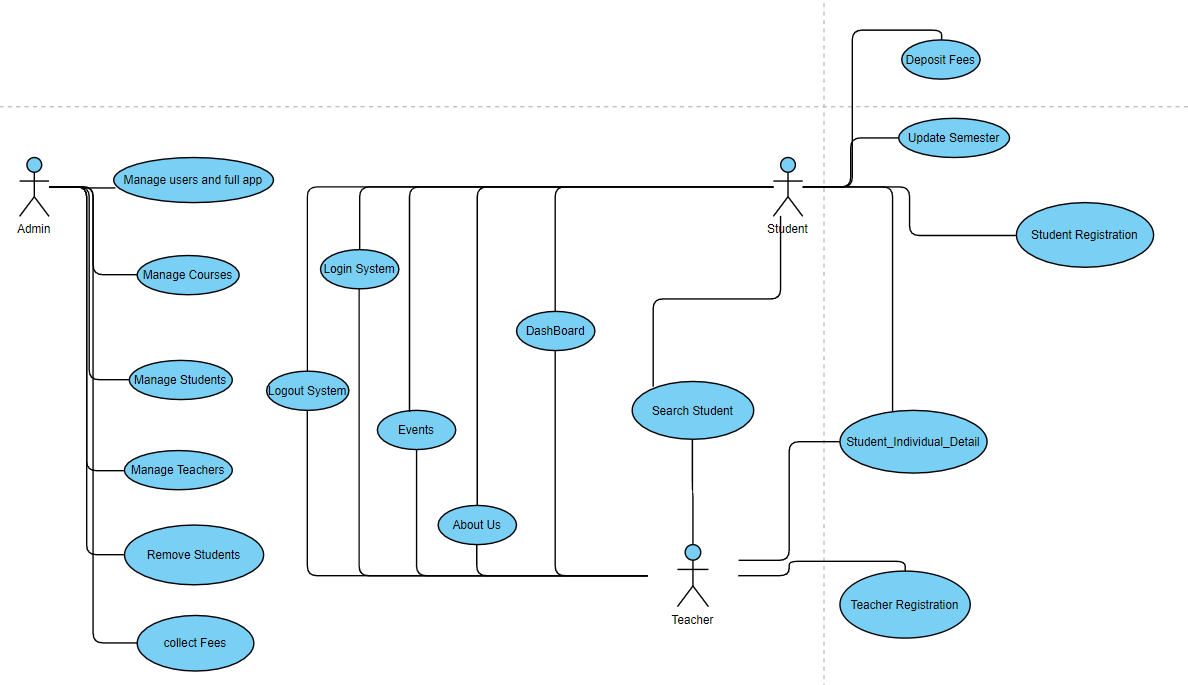 Deposit Fees
Update Semester
Manage users and full app
Admin
Student
Student Registration
Login System
Manage Courses
DashBoard
Manage Students
Logout System
Search Student
Events
Student_Individual_Detail
Manage Teachers
About Us
Remove Students
Teacher Registration
Teacher
collect Fees